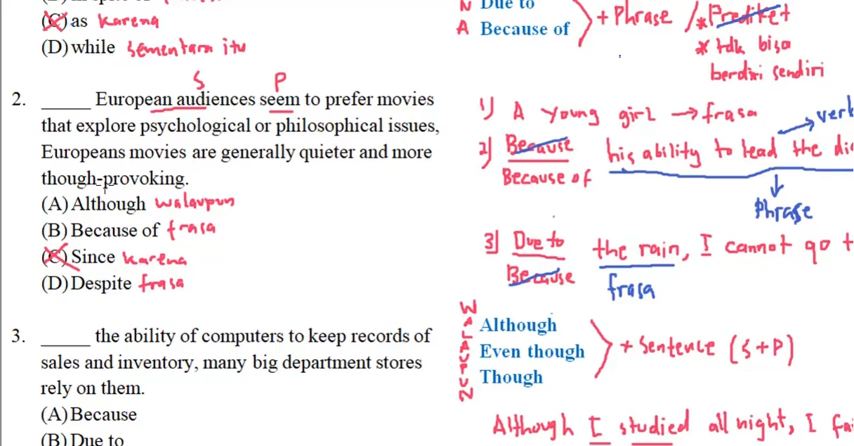 (C) as karena
(D) while sementara itu
S P
2. _____ European audiences seem to prefer movies
that explore psychological or philosophical issues,
Europeans movies are generally quieter and more
though-provoking.
(A) Although walaupun
(B) Because of frasa
(C) Since karena
(D) Despite frasa
3. _____ the ability of computers to keep records of
sales and inventory, many big department stores
rely on them.
(A) Because
(B) Due to
N Due to
A Because of
+ Phrase / * Prediket
* tdk bisa
berdiri sendiri
1) A young girl → frasa
2) Because his ability to lead the
Because of
verb
Phrase
3) Due to the rain, I cannot go
Because frasa
WALAUPUN
Although
Even though
Though
+ Sentence (S+P)
Although I studied all night, I